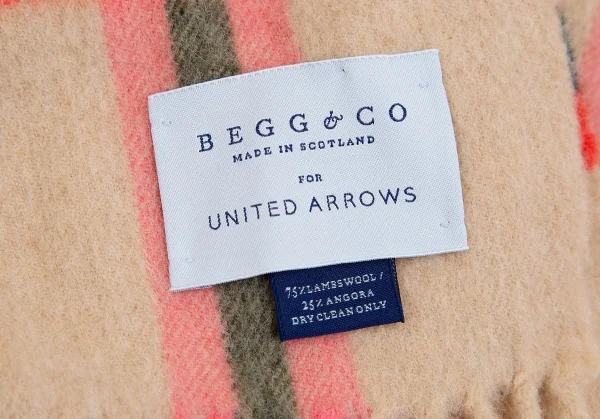 BEGG & CO
MADE IN SCOTLAND
FOR
UNITED ARROWS
75%LAMBSWOOL /
25% ANGORA
DRY CLEAN ONLY